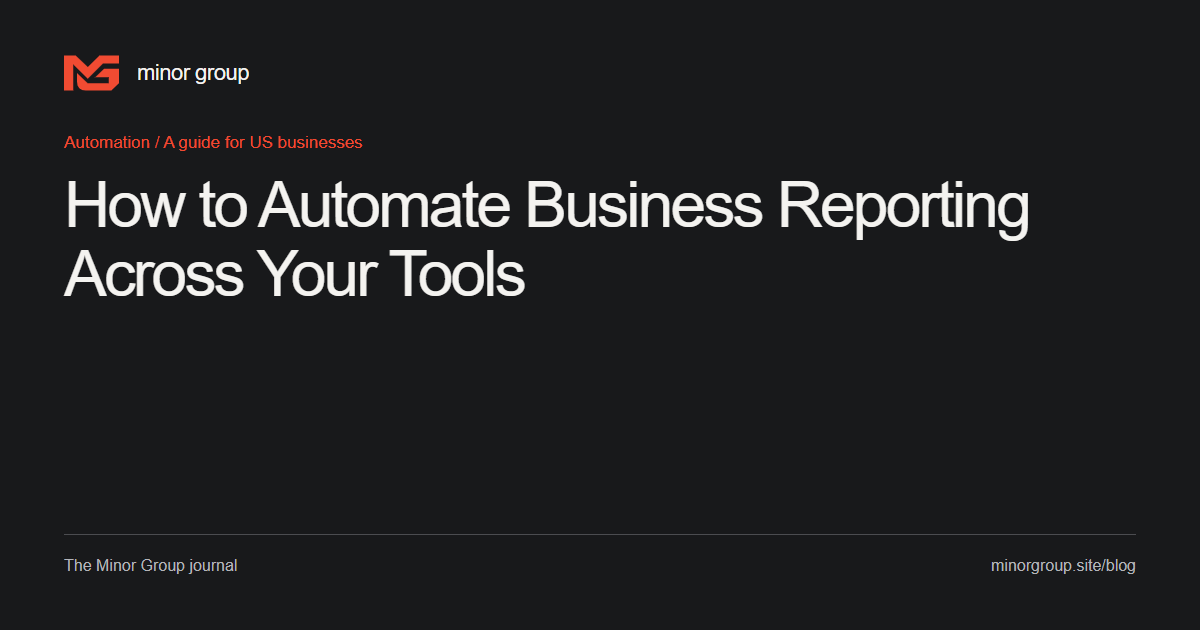 minor group
Automation / A guide for US businesses
How to Automate Business Reporting
Across Your Tools
The Minor Group journal
minorgroup.site/blog